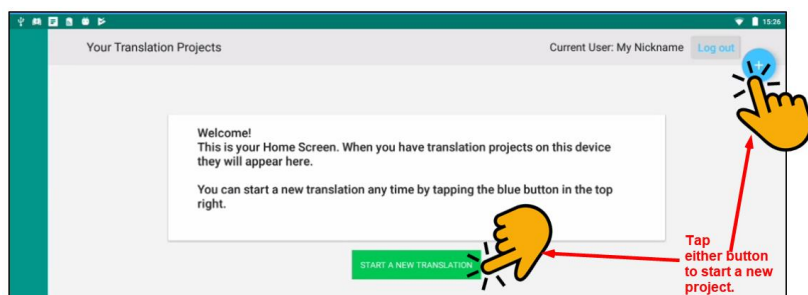 15:26
Your Translation Projects
Current User: My Nickname
Log out
+
Welcome!
This is your Home Screen. When you have translation projects on this device
they will appear here.
You can start a new translation any time by tapping the blue button in the top
right.
START A NEW TRANSLATION
Tap
either button
to start a new
project.